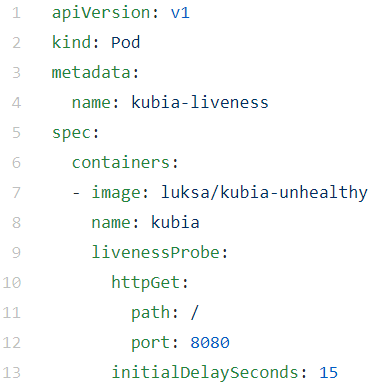 1 apiVersion: v1
2 kind: Pod
3 metadata:
4   name: kubia-liveness
5 spec:
6   containers:
7   - image: luksa/kubia-unhealthy
8     name: kubia
9     livenessProbe:
10       httpGet:
11         path: /
12         port: 8080
13       initialDelaySeconds: 15